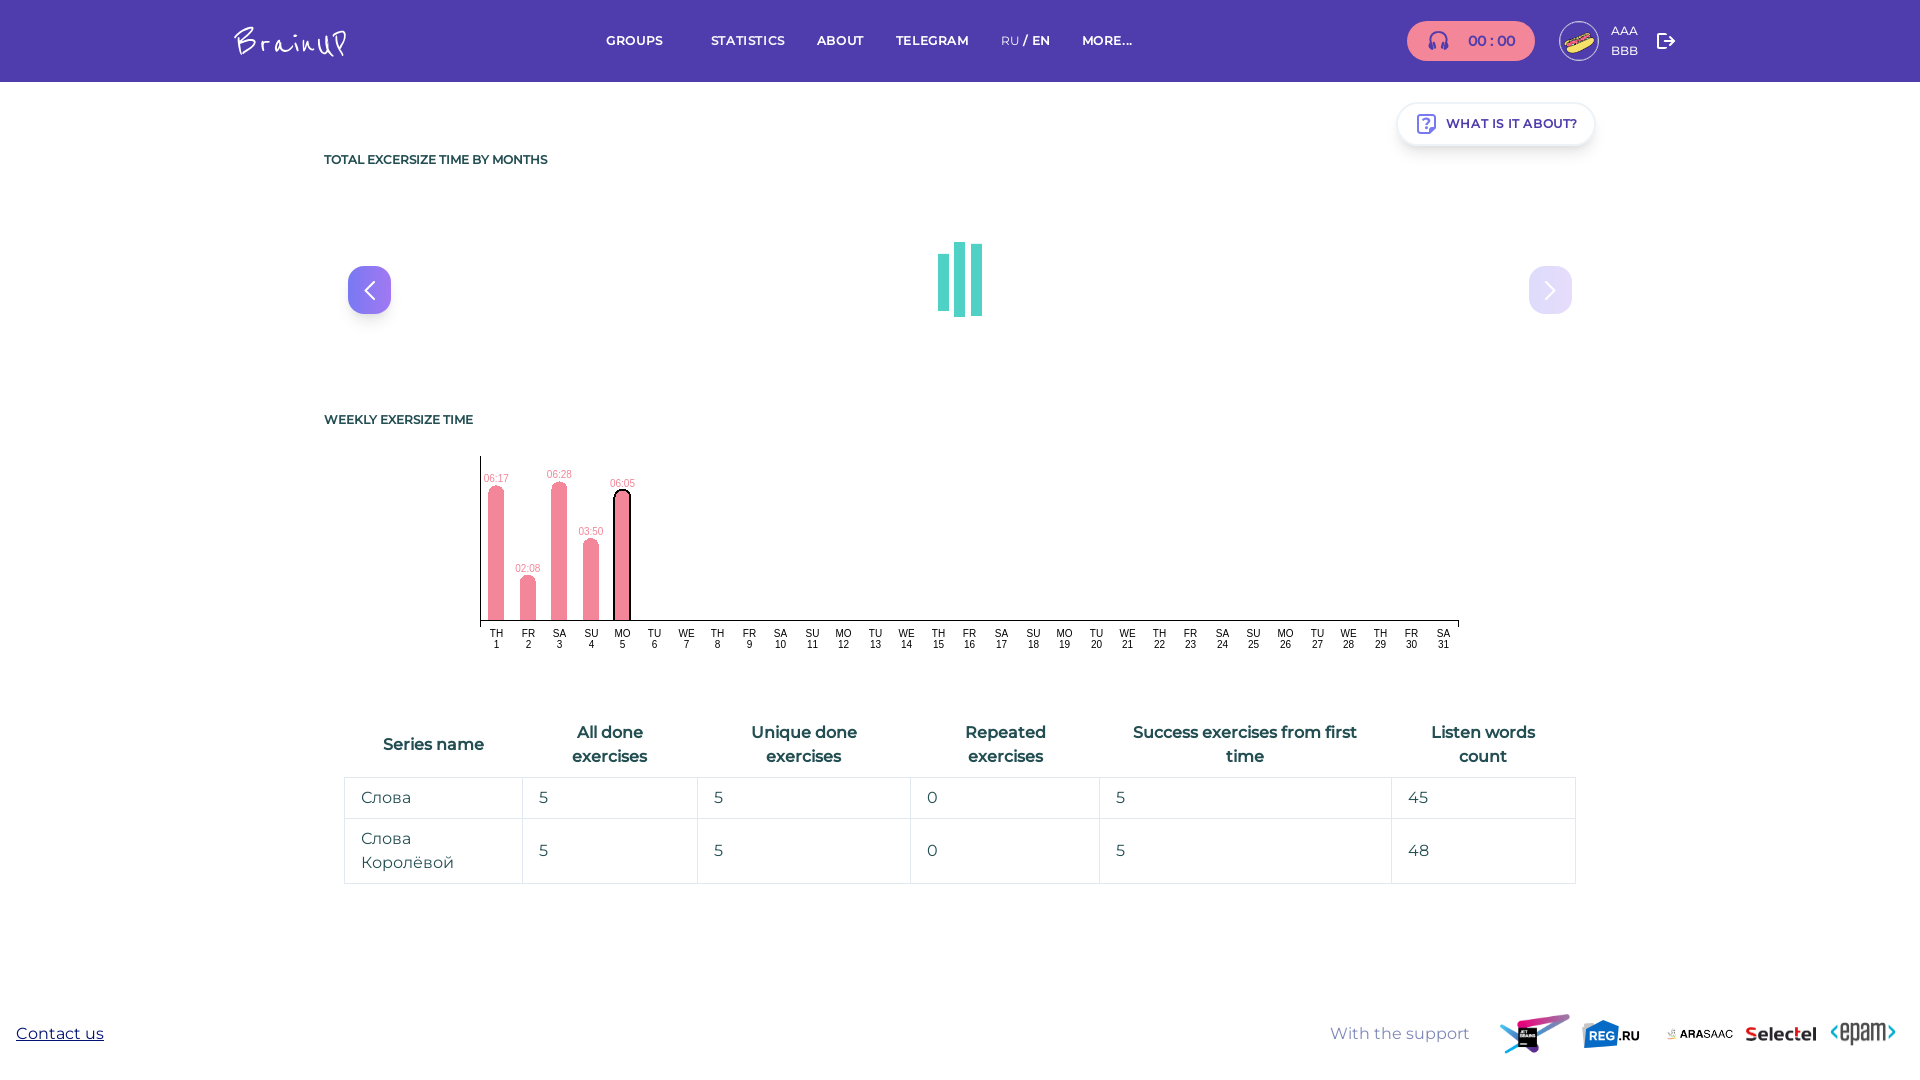 BrainUP
GROUPS STATISTICS ABOUT TELEGRAM RU / EN MORE...
00 : 00
AAA
BBB
WHAT IS IT ABOUT?
TOTAL EXCERSIZE TIME BY MONTHS
WEEKLY EXERSIZE TIME
06:17 02:08 06:28 03:50 06:05
TH FR SA SU MO TU WE TH FR SA SU MO TU WE TH FR SA SU MO TU WE TH FR SA SU MO TU WE TH FR SA
1 2 3 4 5 6 7 8 9 10 11 12 13 14 15 16 17 18 19 20 21 22 23 24 25 26 27 28 29 30 31
Series name All done exercises Unique done exercises Repeated exercises Success exercises from first time Listen words count
Слова 5 5 0 5 45
Слова Королёвой 5 5 0 5 48
Contact us
With the support
JET BRAINS
REG.RU
ARASAAC
Selectel
<epam>